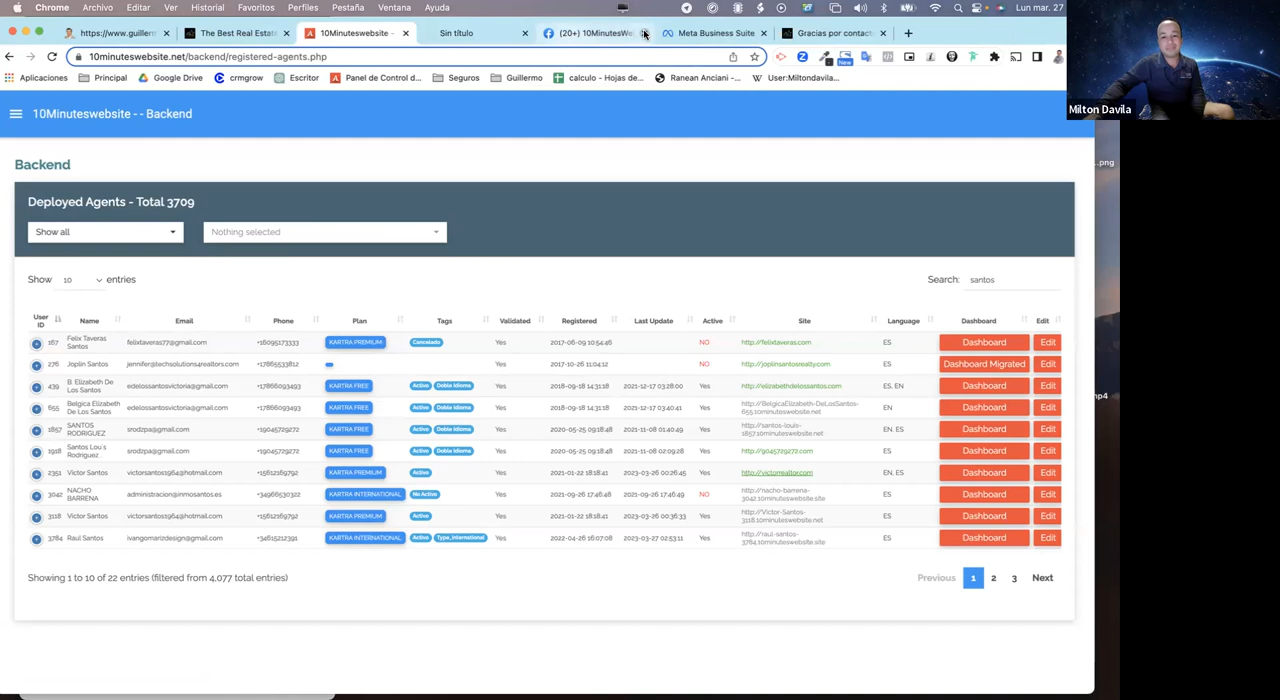 Chrome Archivo Editar Ver Historial Favoritos Perfiles Pestaña Ventana Ayuda Lun mar. 27
https://www.guillerm The Best Real Estate 10Minuteswebsite - Sin título (20+) 10MinutesWe Meta Business Suite Gracias por contact
10minuteswebsite.net/backend/registered-agents.php New
Aplicaciones Principal Google Drive crmgrow Escritor Panel de Control d... Seguros Guillermo calculo - Hojas de... Ranean Anciani -... User:Miltondavila...
Milton Davila
10Minuteswebsite - - Backend
...png
Backend
Deployed Agents - Total 3709
Show all Nothing selected
Show 10 entries Search: santos
User ID Name Email Phone Plan Tags Validated Registered Last Update Active Site Language Dashboard Edit
167 Felix Taveras Santos felixtaveras77@gmail.com +16095173333 KARTRA PREMIUM Cancelado Yes 2017-06-09 10:54:46 NO http://felixtaveras.com ES Dashboard Edit
276 Joplin Santos jennifer@techsolutions4realtors.com +17865533812 Yes 2017-10-26 11:04:12 NO http://joplinsantosrealty.com ES Dashboard Migrated Edit
439 B. Elizabeth De Los Santos edelossantosvictoria@gmail.com +17866093493 KARTRA FREE Active Doble Idioma Yes 2018-09-18 14:31:18 2021-12-17 03:28:00 Yes http://elizabethdelossantos.com ES, EN Dashboard Edit
mp4
655 Belgica Elizabeth De Los Santos edelossantosvictoria@gmail.com +17866093493 KARTRA FREE Active Doble Idioma Yes 2018-09-18 14:31:18 2021-12-17 03:40:41 Yes http://BelgicaElizabeth-DeLosSantos-655.10minuteswebsite.net EN Dashboard Edit
1857 SANTOS RODRIGUEZ srodzpa@gmail.com +19045729272 KARTRA FREE Active Doble Idioma Yes 2020-05-25 09:18:48 2021-11-08 01:40:49 Yes http://santos-louis-1857.10minuteswebsite.net EN, ES Dashboard Edit
1918 Santos Lou's Rodriguez srodzpa@gmail.com +19045729272 KARTRA FREE Active Doble Idioma Yes 2020-05-25 09:18:48 2021-11-08 02:09:28 Yes http://9045729272.com ES Dashboard Edit
2351 Victor Santos victorsantos1964@hotmail.com +15612169792 KARTRA PREMIUM Active Yes 2021-01-22 18:18:41 2023-03-26 00:26:45 Yes http://victorrealtor.com EN, ES Dashboard Edit
3042 NACHO BARRENA administracion@inmosantos.es +34966530322 KARTRA INTERNATIONAL No Active Yes 2021-09-26 17:46:48 2021-09-26 17:46:49 NO http://nacho-barrena-3042.10minuteswebsite.site ES Dashboard Edit
3118 Victor Santos victorsantos1964@hotmail.com +15612169792 KARTRA PREMIUM Active Yes 2021-01-22 18:18:41 2023-03-26 00:36:33 Yes http://Victor-Santos-3118.10minuteswebsite.net ES Dashboard Edit
3784 Raul Santos ivangomarizdesign@gmail.com +34615212391 KARTRA INTERNATIONAL Active Type_international Yes 2022-04-26 16:07:08 2023-03-27 02:53:11 Yes http://raul-santos-3784.10minuteswebsite.site ES Dashboard Edit
Showing 1 to 10 of 22 entries (filtered from 4,077 total entries) Previous 1 2 3 Next